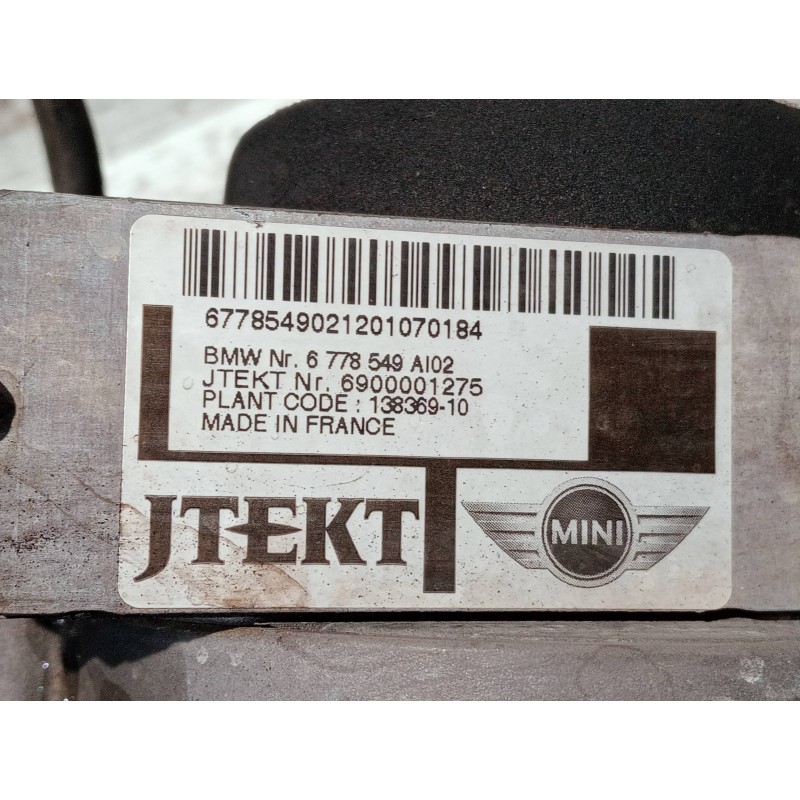 6778549021201070184
BMW Nr. 6 778 549 AI02
JTEKT Nr. 6900001275
PLANT CODE : 138369-10
MADE IN FRANCE
JTEKT
MINI